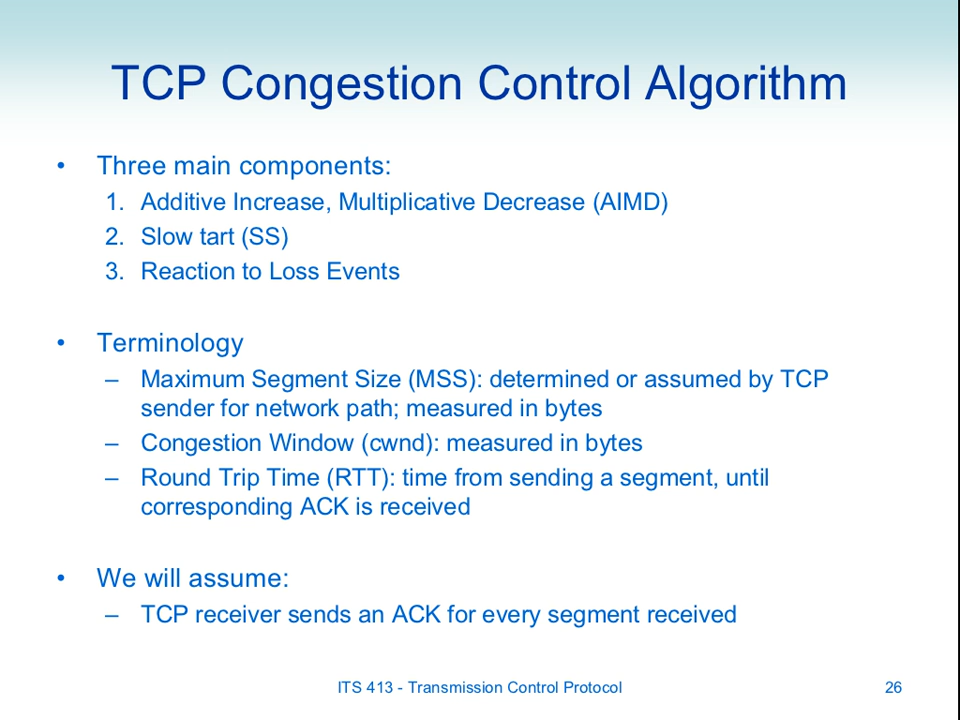 TCP Congestion Control Algorithm
• Three main components:
1. Additive Increase, Multiplicative Decrease (AIMD)
2. Slow tart (SS)
3. Reaction to Loss Events
• Terminology
– Maximum Segment Size (MSS): determined or assumed by TCP
sender for network path; measured in bytes
– Congestion Window (cwnd): measured in bytes
– Round Trip Time (RTT): time from sending a segment, until
corresponding ACK is received
• We will assume:
– TCP receiver sends an ACK for every segment received
ITS 413 - Transmission Control Protocol
26